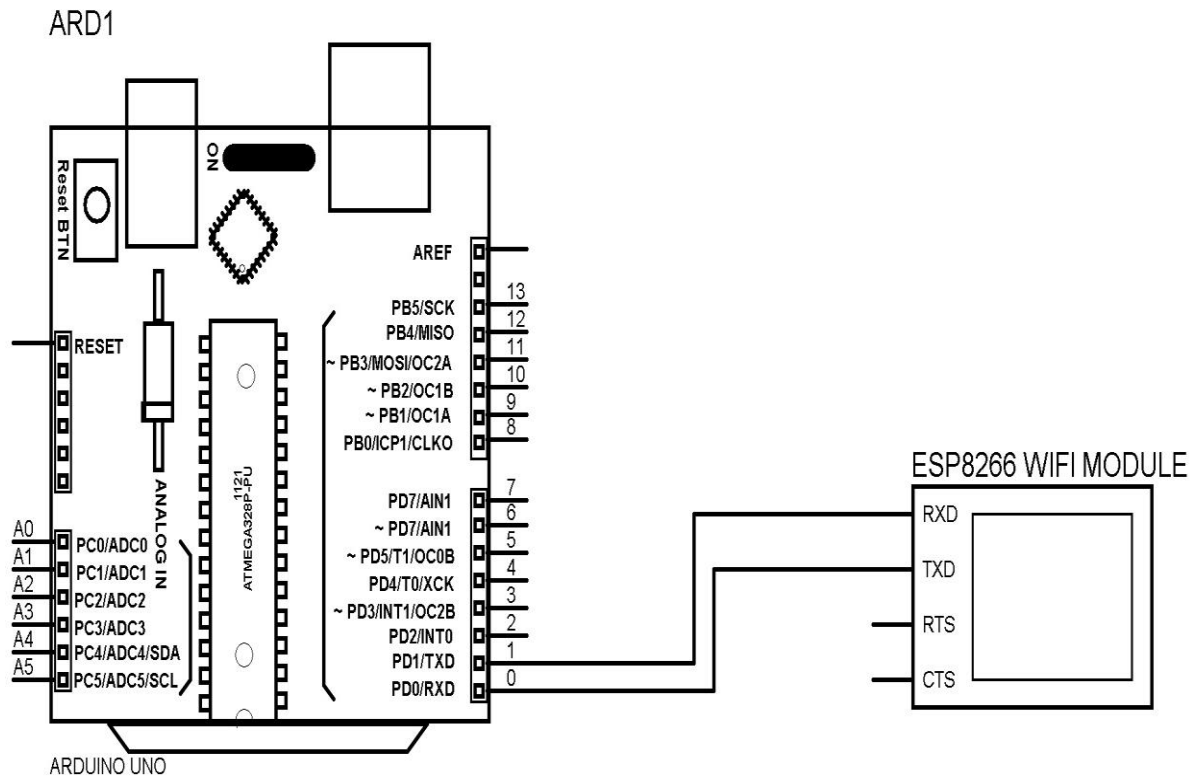 ARD1
ON
Reset BTN
AREF
13
PB5/SCK
12
PB4/MISO
RESET
11
~ PB3/MOSI/OC2A
10
~ PB2/OC1B
9
~ PB1/OC1A
8
PB0/ICP1/CLKO
ESP8266 WIFI MODULE
ANALOG IN
1121
ATMEGA328P-PU
7
PD7/AIN1
6
~ PD7/AIN1
5
~ PD5/T1/OC0B
4
PD4/T0/XCK
3
~ PD3/INT1/OC2B
2
PD2/INT0
1
PD1/TXD
0
PD0/RXD
A0
PC0/ADC0
A1
PC1/ADC1
A2
PC2/ADC2
A3
PC3/ADC3
A4
PC4/ADC4/SDA
A5
PC5/ADC5/SCL
RXD
TXD
RTS
CTS
ARDUINO UNO